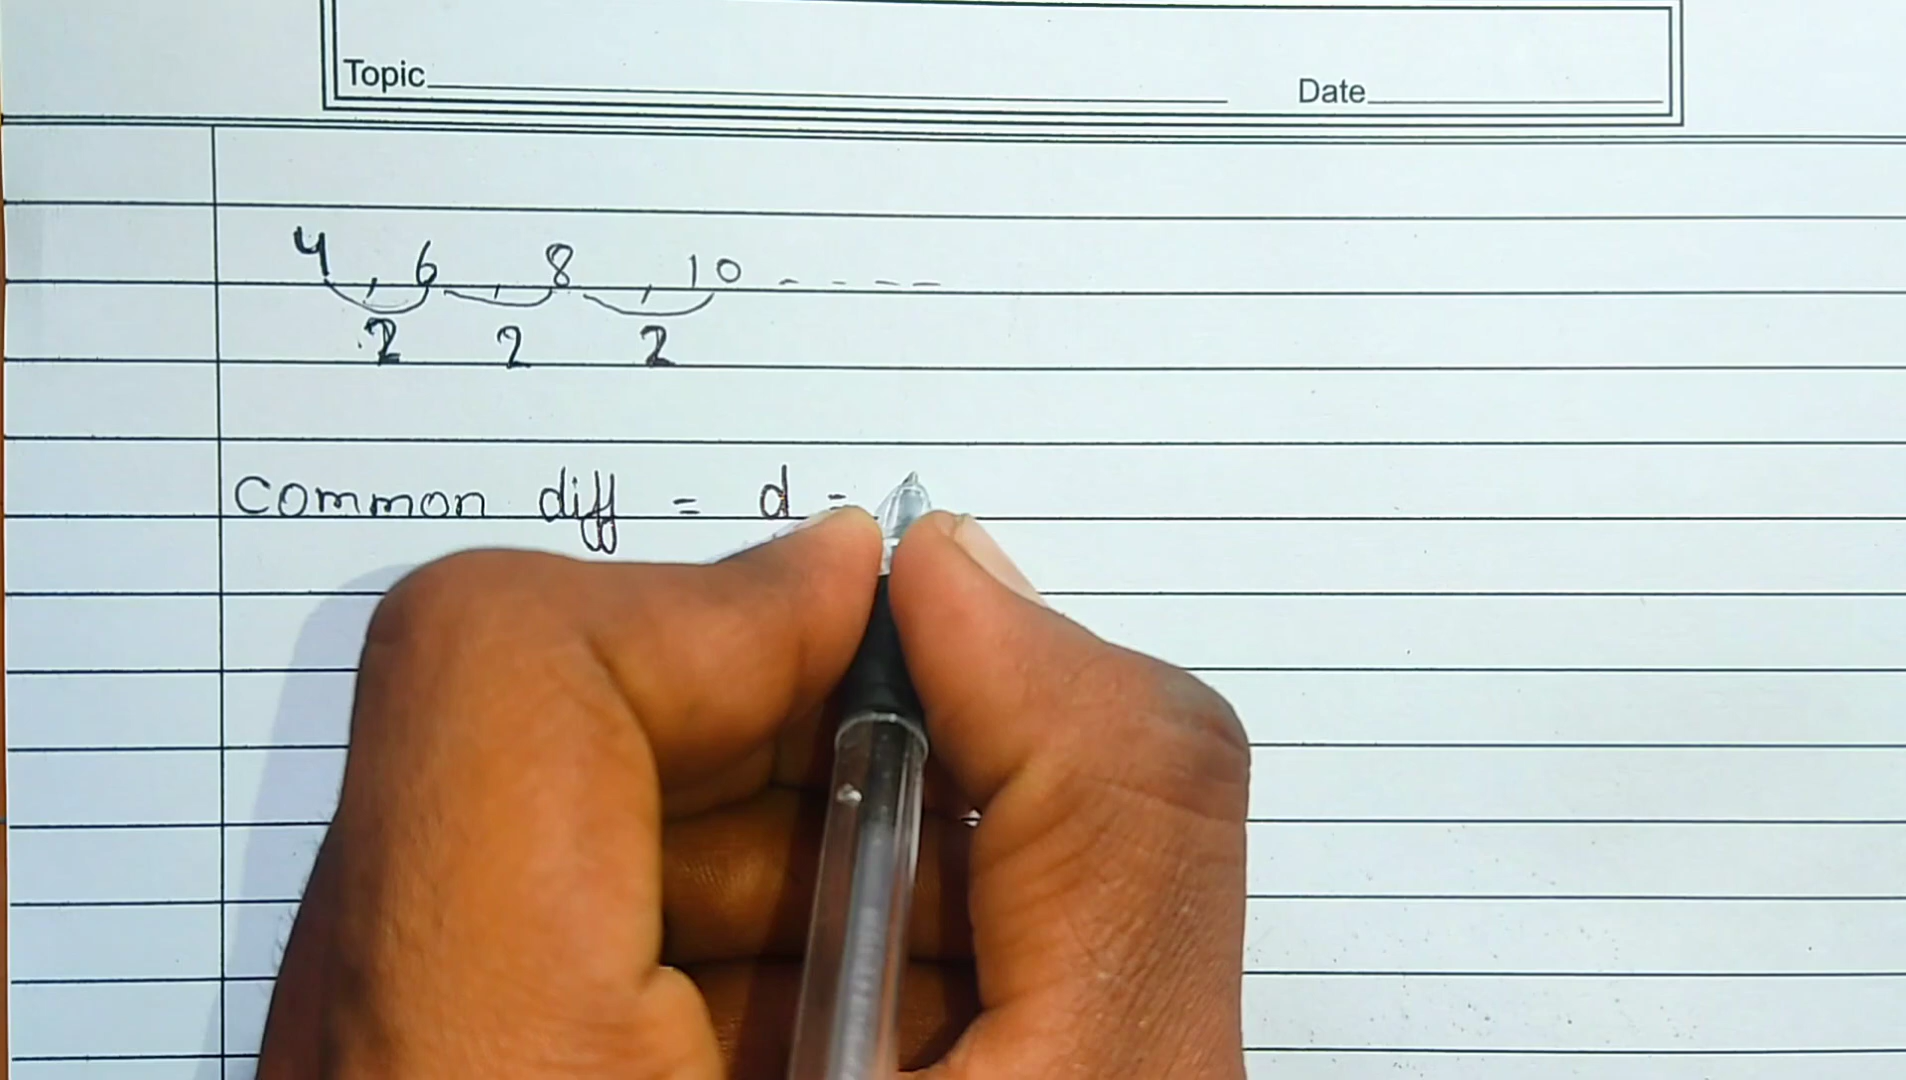 Topic Date
4, 6, 8, 10 - - - -
2 2 2
Common diff = d =